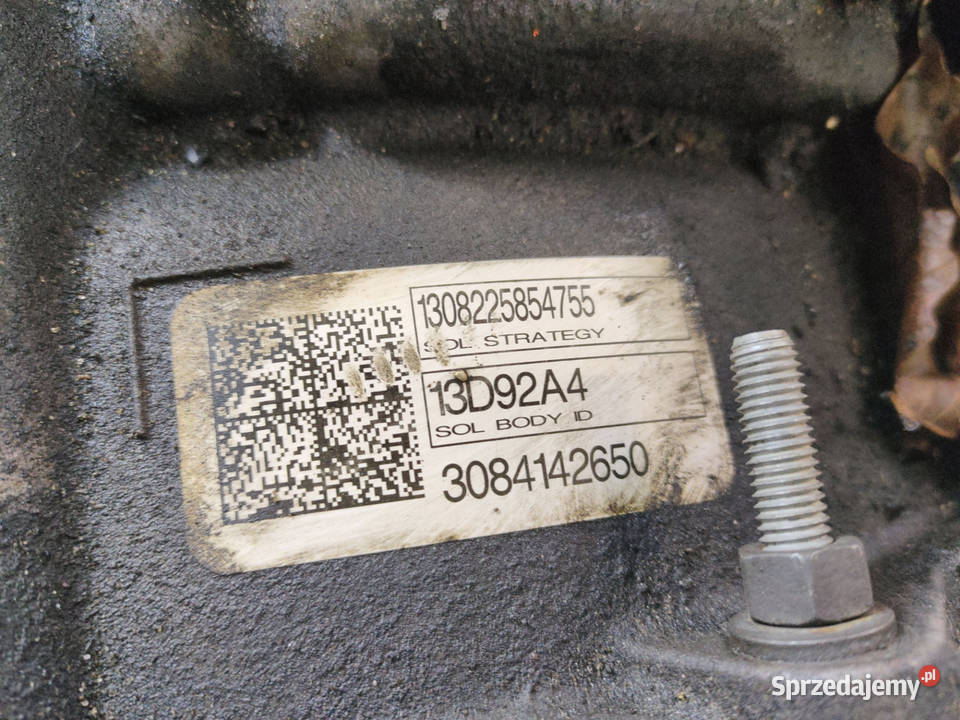 1308225854755
SOL STRATEGY
13D92A4
SOL BODY ID
3084142650
Sprzedajemy.pl